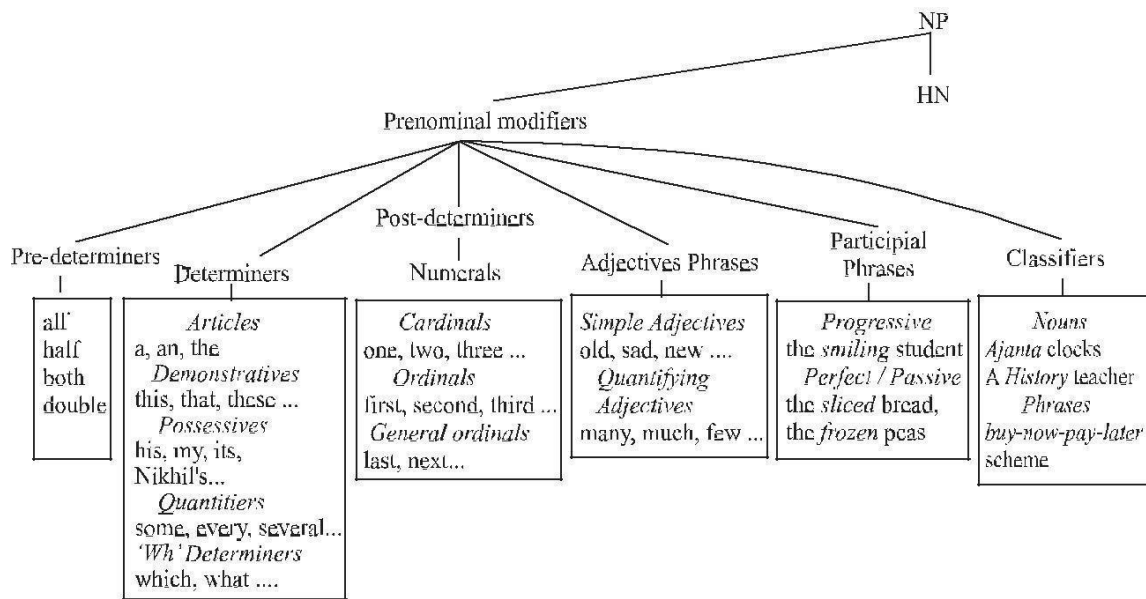 NP
HN
Prenominal modifiers
Pre-determiners
all
half
both
double
Determiners
Articles
a, an, the
Demonstratives
this, that, these ...
Possessives
his, my, its,
Nikhil's...
Quantitiers
some, every, several...
'Wh' Determiners
which, what ....
Post-determiners
Numerals
Cardinals
one, two, three ...
Ordinals
first, second, third ...
General ordinals
last, next...
Adjectives Phrases
Simple Adjectives
old, sad, new ....
Quantifying
Adjectives
many, much, few ...
Participial
Phrases
Progressive
the smiling student
Perfect / Passive
the sliced bread,
the frozen peas
Classifiers
Nouns
Ajanta clocks
A History teacher
Phrases
buy-now-pay-later
scheme